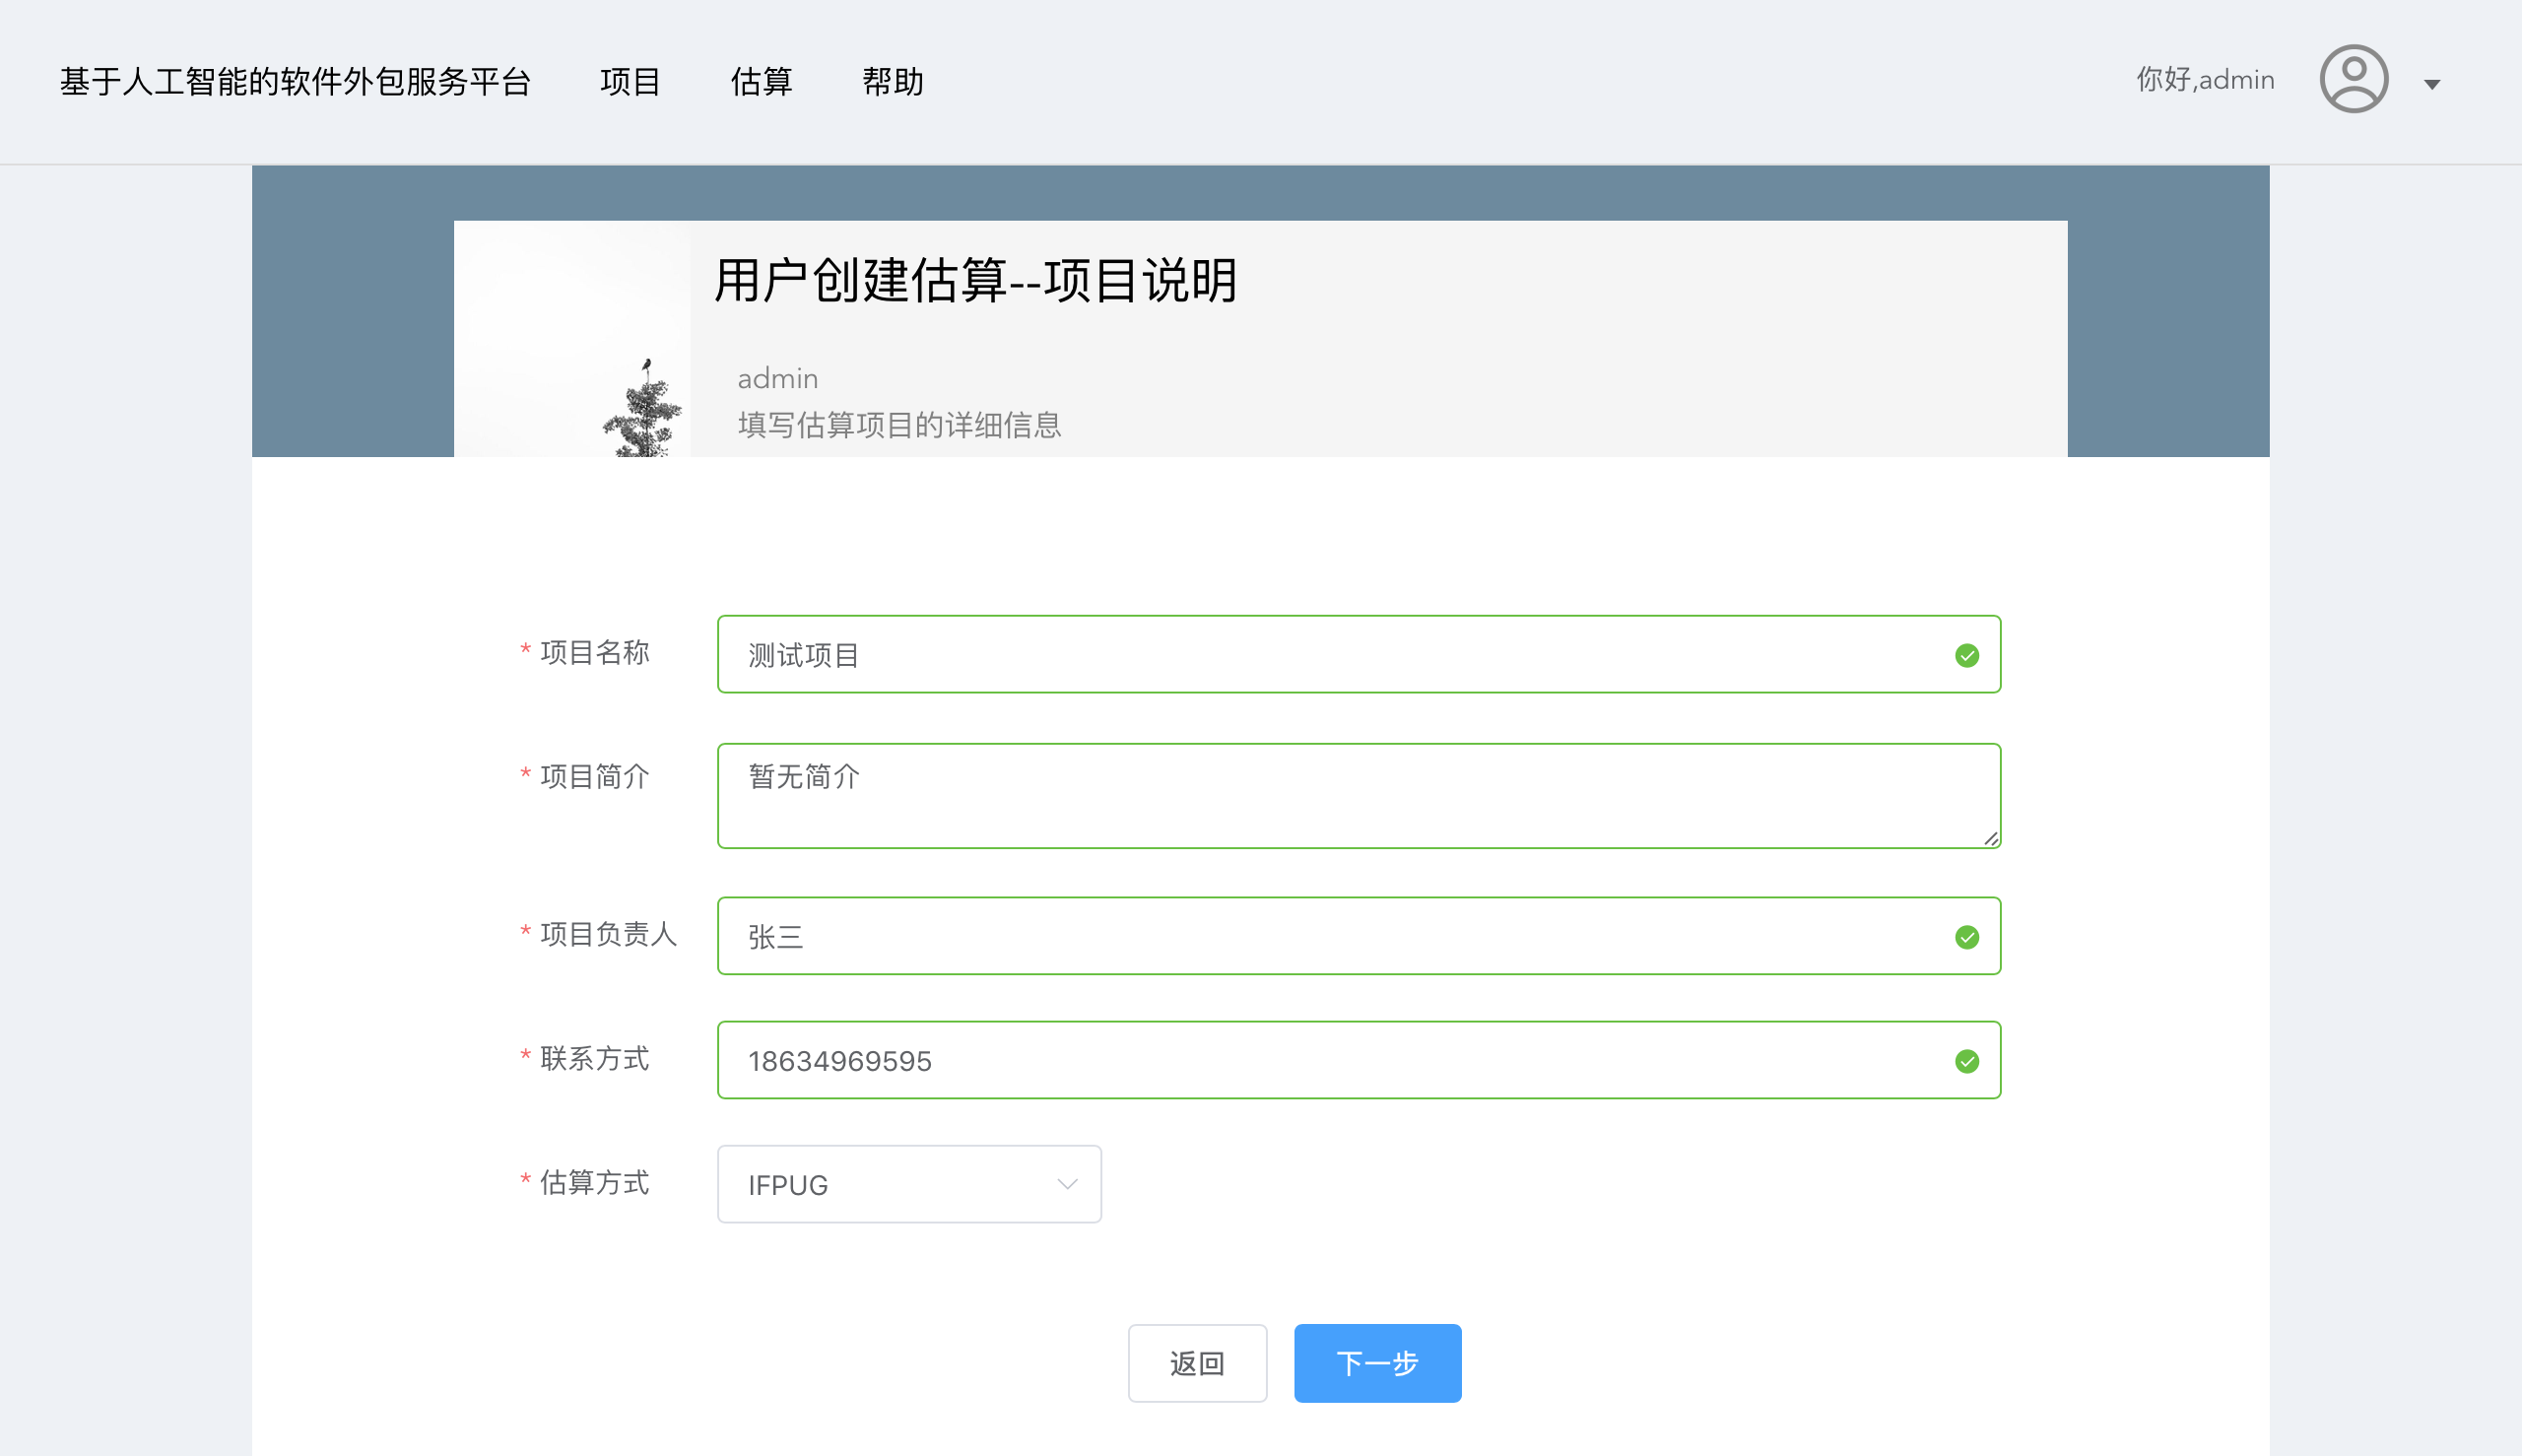 基于人工智能的软件外包服务平台 项目 估算 帮助 你好,admin
用户创建估算--项目说明
admin
填写估算项目的详细信息
* 项目名称 测试项目
* 项目简介 暂无简介
* 项目负责人 张三
* 联系方式 18634969595
* 估算方式 IFPUG
返回 下一步